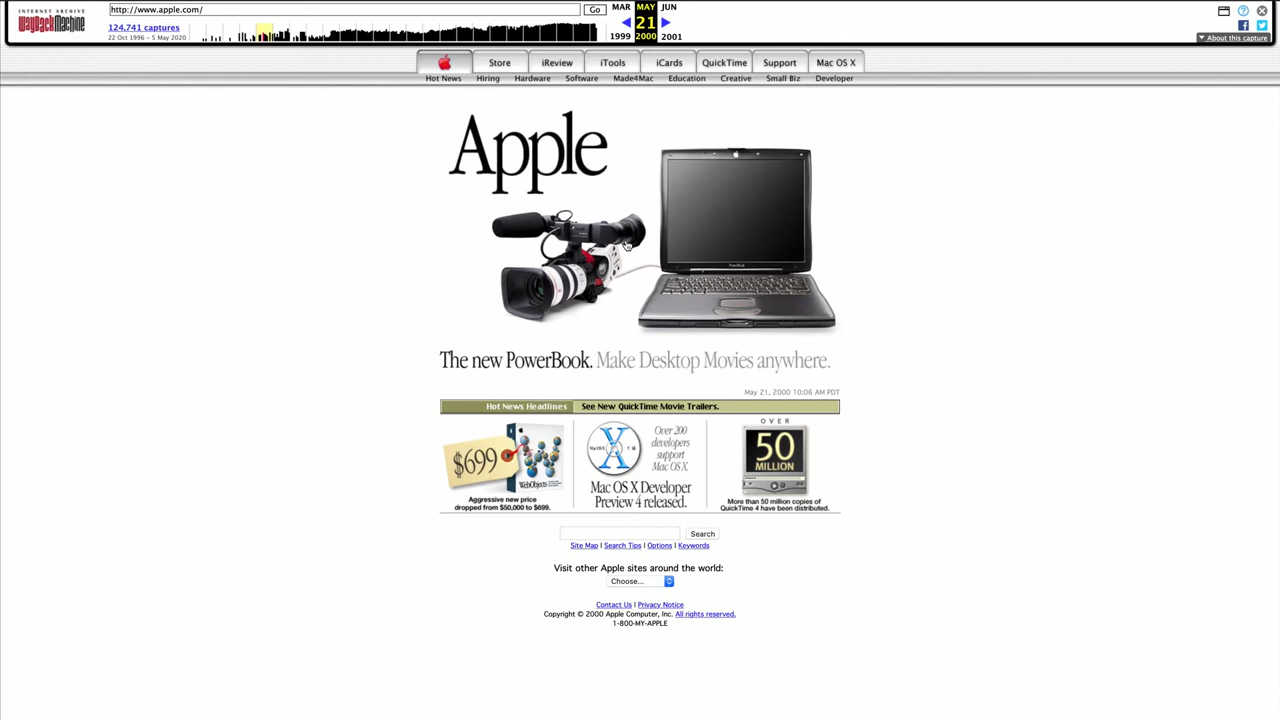 INTERNET ARCHIVE
WayBackMachine
http://www.apple.com/
Go
124,741 captures
22 Oct 1996 – 5 May 2020
MAR MAY JUN
21
1999 2000 2001
About this capture
Store iReview iTools iCards QuickTime Support Mac OS X
Hot News Hiring Hardware Software Made4Mac Education Creative Small Biz Developer
Apple
PowerBook
The new PowerBook. Make Desktop Movies anywhere.
May 21, 2000 10:06 AM PDT
Hot News Headlines See New QuickTime Movie Trailers.
$699
WebObjects
Aggressive new price
dropped from $50,000 to $699.
MacOS X
Over 200
developers
support
Mac OS X.
Mac OS X Developer
Preview 4 released.
OVER
50
MILLION
More than 50 million copies of
QuickTime 4 have been distributed.
Search
Site Map | Search Tips | Options | Keywords
Visit other Apple sites around the world:
Choose...
Contact Us | Privacy Notice
Copyright © 2000 Apple Computer, Inc. All rights reserved.
1-800-MY-APPLE